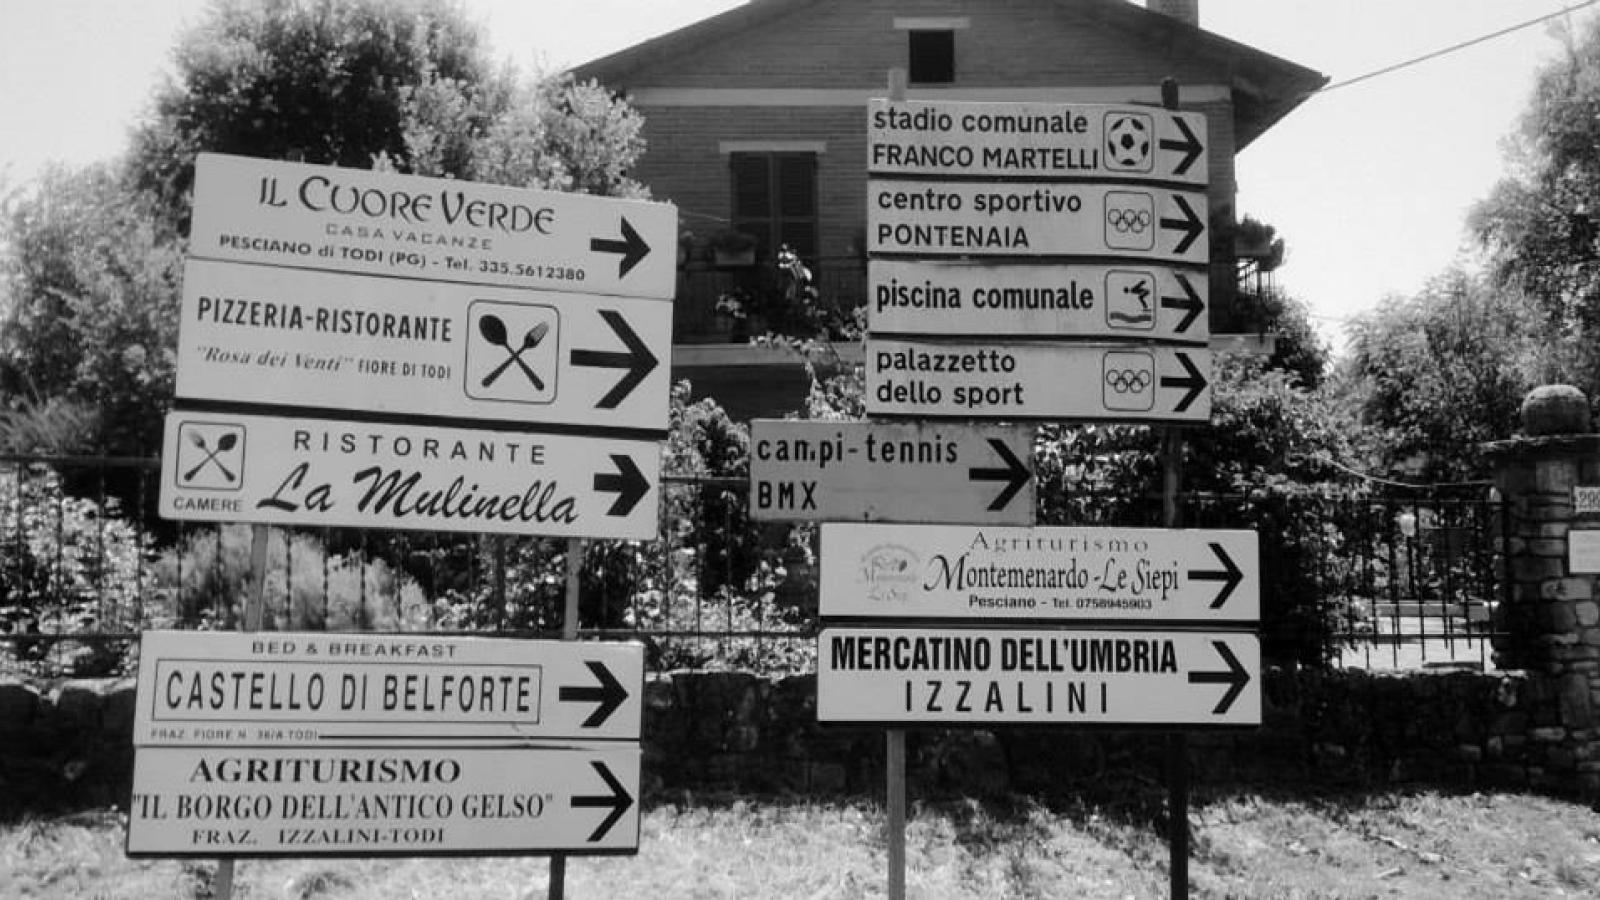 IL CUORE VERDE
CASA VACANZE
PESCIANO di TODI (PG) - Tel. 335.5612380
PIZZERIA-RISTORANTE
"Rosa dei Venti" FIORE DI TODI
RISTORANTE
La Mulinella
CAMERE
BED & BREAKFAST
CASTELLO DI BELFORTE
FRAZ. FIORE N. 36/A TODI
AGRITURISMO
"IL BORGO DELL'ANTICO GELSO"
FRAZ. IZZALINI-TODI
stadio comunale
FRANCO MARTELLI
centro sportivo
PONTENAIA
piscina comunale
palazzetto
dello sport
campi-tennis
BMX
Agriturismo
Montemenardo-Le Siepi
Pesciano - Tel. 0758945903
MERCATINO DELL'UMBRIA
IZZALINI